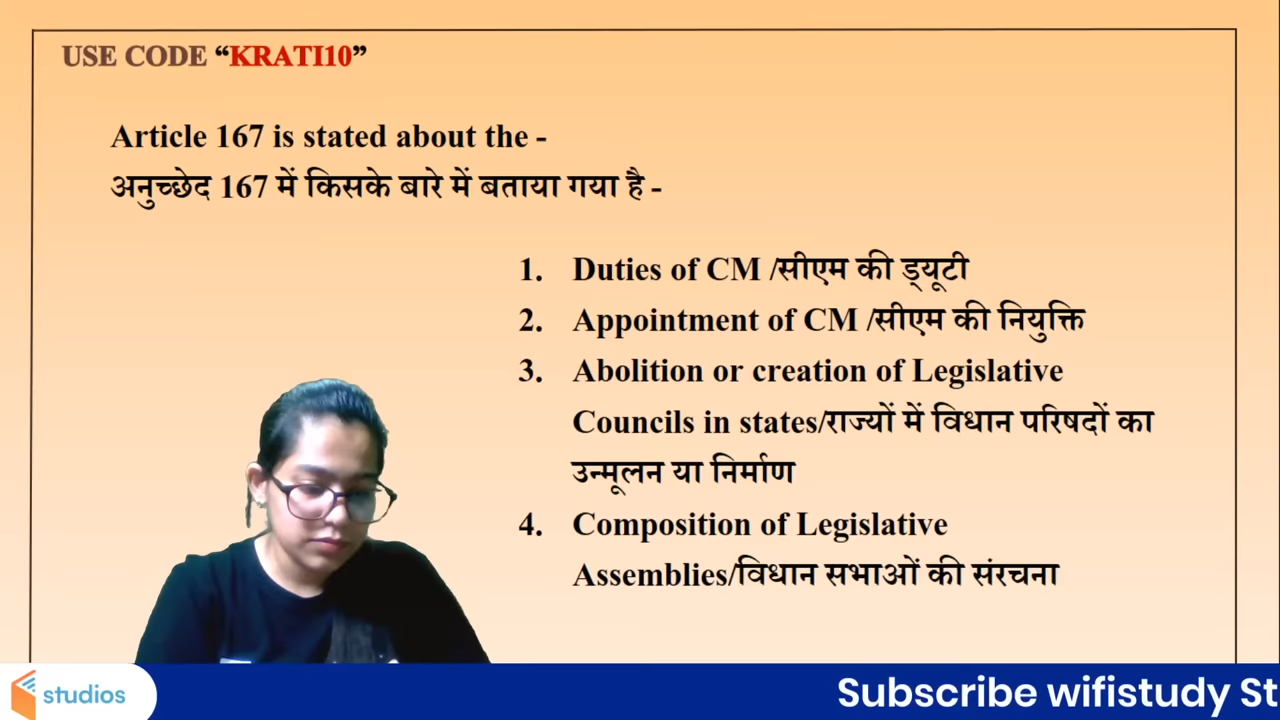 USE CODE “KRATI10”
Article 167 is stated about the -
अनुच्छेद 167 में किसके बारे में बताया गया है -
1. Duties of CM /सीएम की ड्यूटी
2. Appointment of CM /सीएम की नियुक्ति
3. Abolition or creation of Legislative
Councils in states/राज्यों में विधान परिषदों का
उन्मूलन या निर्माण
4. Composition of Legislative
Assemblies/विधान सभाओं की संरचना
studios
Subscribe wifistudy St